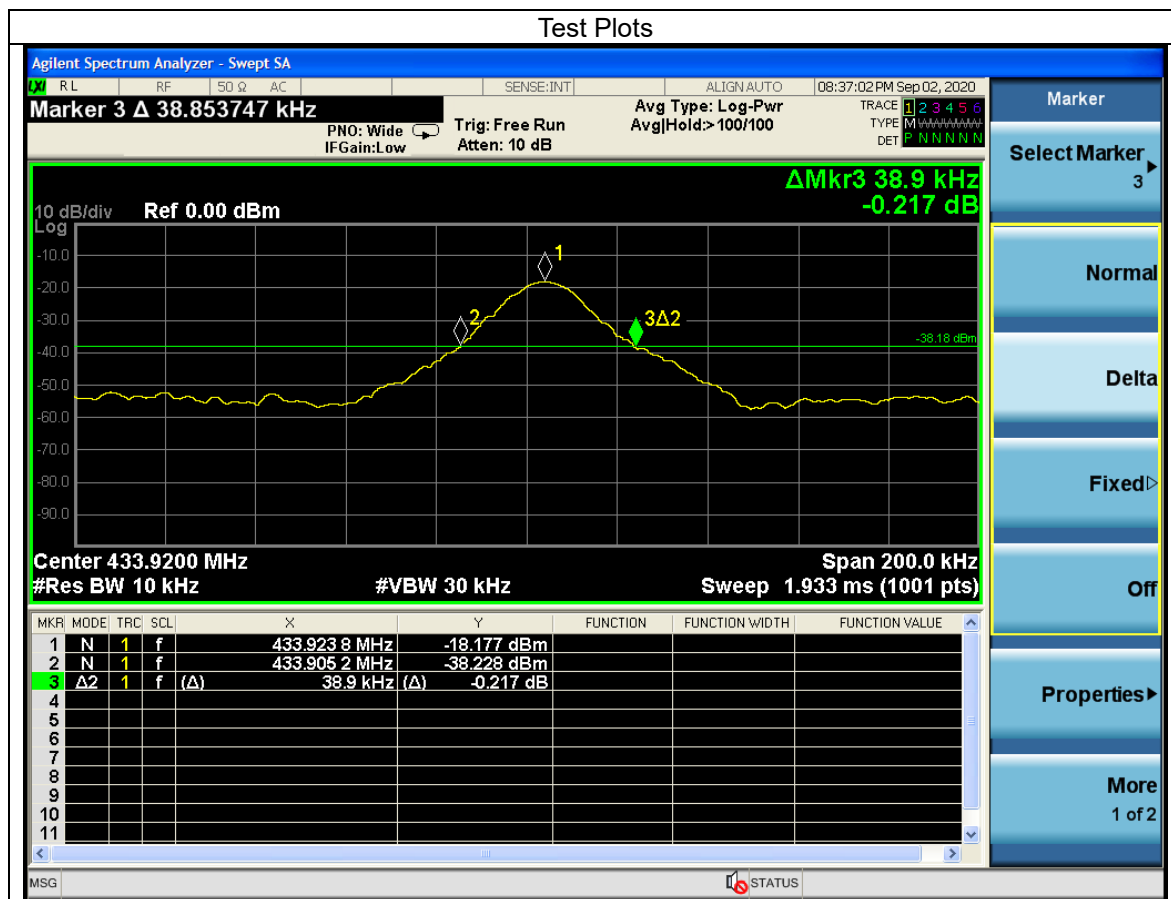 Test Plots
Agilent Spectrum Analyzer - Swept SA
LXI RL RF 50 Ω AC SENSE:INT ALIGN AUTO 08:37:02 PM Sep 02, 2020
Marker 3 Δ 38.853747 kHz
PNO: Wide
IFGain:Low
Trig: Free Run
Atten: 10 dB
Avg Type: Log-Pwr
Avg|Hold:>100/100
TRACE 1 2 3 4 5 6
TYPE M
DET P N N N N N
ΔMkr3 38.9 kHz
-0.217 dB
10 dB/div Ref 0.00 dBm
Log
-10.0
-20.0
-30.0
-40.0
-50.0
-60.0
-70.0
-80.0
-90.0
1
2
3Δ2
-38.18 dBm
Center 433.9200 MHz Span 200.0 kHz
#Res BW 10 kHz #VBW 30 kHz Sweep 1.933 ms (1001 pts)
MKR MODE TRC SCL X Y FUNCTION FUNCTION WIDTH FUNCTION VALUE
1 N 1 f 433.923 8 MHz -18.177 dBm
2 N 1 f 433.905 2 MHz -38.228 dBm
3 Δ2 1 f (Δ) 38.9 kHz (Δ) -0.217 dB
4
5
6
7
8
9
10
11
MSG STATUS
Marker
Select Marker
3
Normal
Delta
Fixed
Off
Properties
More
1 of 2